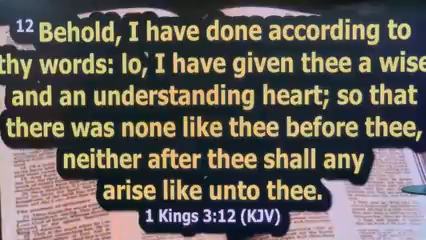 12 Behold, I have done according to
thy words: lo, I have given thee a wise
and an understanding heart; so that
there was none like thee before thee,
neither after thee shall any
arise like unto thee.
1 Kings 3:12 (KJV)